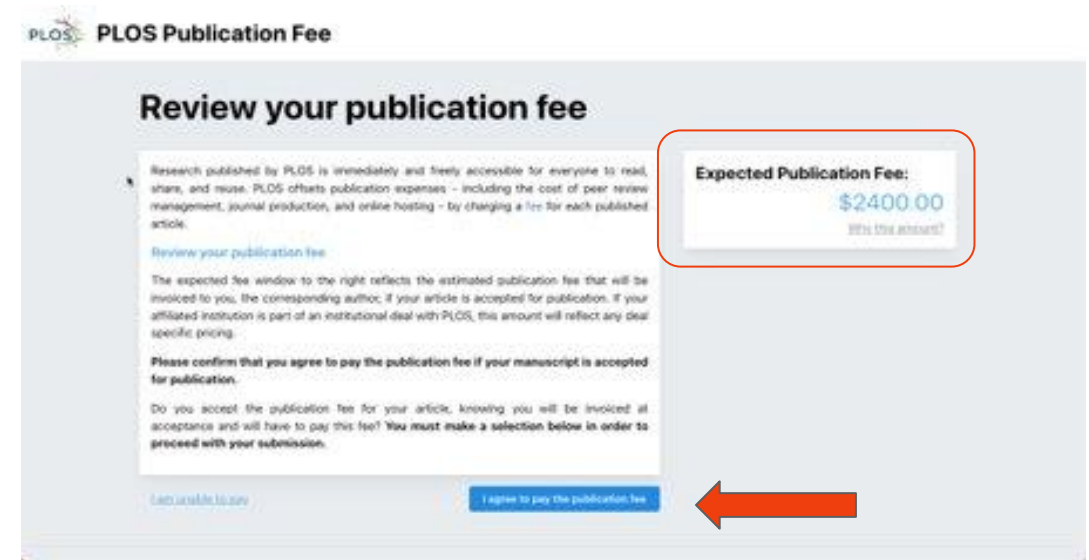 PLOS PLOS Publication Fee
Review your publication fee
Research published by PLOS is immediately and freely accessible for everyone to read,
share, and reuse. PLOS offsets publication expenses - including the cost of peer review
management, journal production, and online hosting - by charging a fee for each published
article.
Review your publication fee
The expected fee window to the right reflects the estimated publication fee that will be
invoiced to you, the corresponding author, if your article is accepted for publication. If your
affiliated institution is part of an institutional deal with PLOS, this amount will reflect any deal
specific pricing.
Please confirm that you agree to pay the publication fee if your manuscript is accepted
for publication.
Do you accept the publication fee for your article, knowing you will be invoiced at
acceptance and will have to pay this fee? You must make a selection below in order to
proceed with your submission.
I am unable to pay
I agree to pay the publication fee
Expected Publication Fee:
$2400.00
Why this amount?